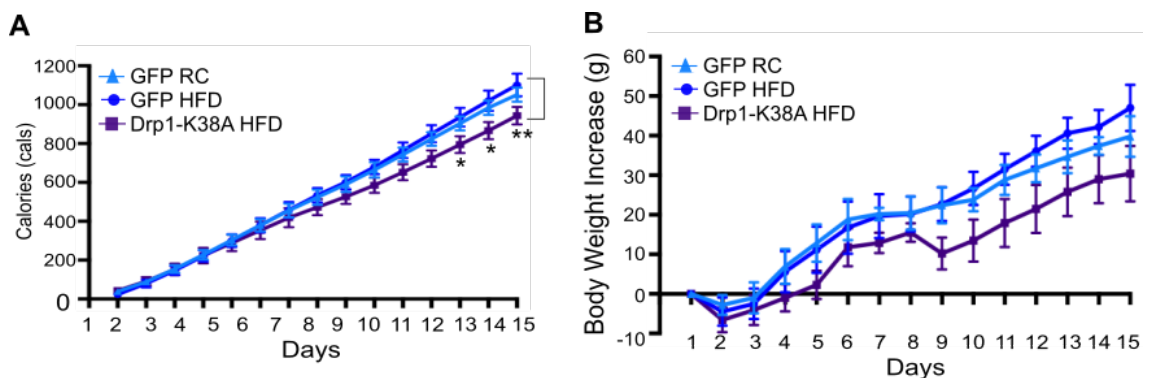 A
Calories (cals)
1200
1000
800
600
400
200
0
GFP RC
GFP HFD
Drp1-K38A HFD
*
*
**
1 2 3 4 5 6 7 8 9 10 11 12 13 14 15
Days
B
Body Weight Increase (g)
60
50
40
30
20
10
0
-10
GFP RC
GFP HFD
Drp1-K38A HFD
1 2 3 4 5 6 7 8 9 10 11 12 13 14 15
Days